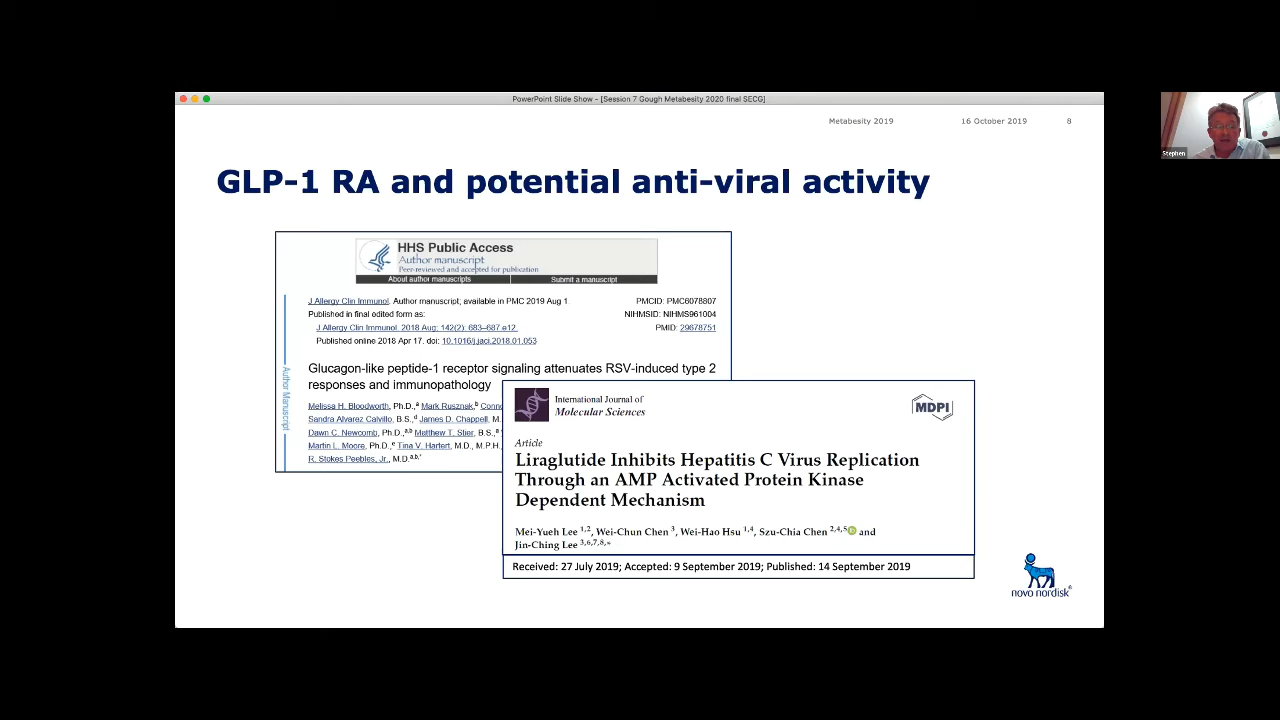 PowerPoint Slide Show - [Session 7 Gough Metabesity 2020 final SECG]
Metabesity 2019 16 October 2019 8
Stephen
GLP-1 RA and potential anti-viral activity
HHS Public Access
Author manuscript
Peer-reviewed and accepted for publication
About author manuscripts Submit a manuscript
J Allergy Clin Immunol. Author manuscript; available in PMC 2019 Aug 1.
Published in final edited form as:
J Allergy Clin Immunol. 2018 Aug; 142(2): 683–687.e12.
Published online 2018 Apr 17. doi: 10.1016/j.jaci.2018.01.053
PMCID: PMC6078807
NIHMSID: NIHMS961004
PMID: 29678751
Author Manuscript
Glucagon-like peptide-1 receptor signaling attenuates RSV-induced type 2
responses and immunopathology
Melissa H. Bloodworth, Ph.D.,a Mark Rusznak,b
Sandra Alvarez Calvillo, B.S.,d James D. Chappell,
Dawn C. Newcomb, Ph.D.,a,b Matthew T. Stier, B.S.,a
Martin L. Moore, Ph.D.,e Tina V. Hartert, M.D., M.P.H.,
R. Stokes Peebles, Jr., M.D.a,b,*
International Journal of
Molecular Sciences
MDPI
Article
Liraglutide Inhibits Hepatitis C Virus Replication
Through an AMP Activated Protein Kinase
Dependent Mechanism
Mei-Yueh Lee 1,2, Wei-Chun Chen 3, Wei-Hao Hsu 1,4, Szu-Chia Chen 2,4,5 iD and
Jin-Ching Lee 3,6,7,8,*
Received: 27 July 2019; Accepted: 9 September 2019; Published: 14 September 2019
novo nordisk®